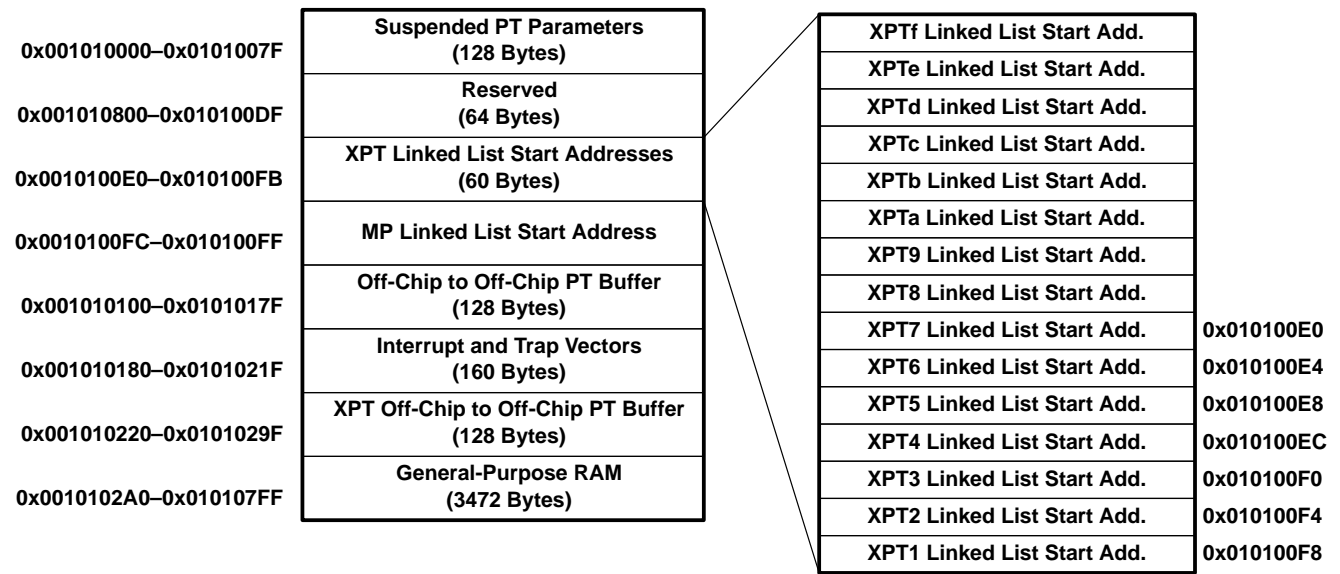 Suspended PT Parameters
0x001010000–0x0101007F
(128 Bytes)
Reserved
0x001010800–0x010100DF
(64 Bytes)
XPT Linked List Start Addresses
0x0010100E0–0x010100FB
(60 Bytes)
MP Linked List Start Address
0x0010100FC–0x010100FF
Off-Chip to Off-Chip PT Buffer
0x001010100–0x0101017F
(128 Bytes)
Interrupt and Trap Vectors
0x001010180–0x0101021F
(160 Bytes)
XPT Off-Chip to Off-Chip PT Buffer
0x001010220–0x0101029F
(128 Bytes)
General-Purpose RAM
0x0010102A0–0x010107FF
(3472 Bytes)
XPTf Linked List Start Add.
XPTe Linked List Start Add.
XPTd Linked List Start Add.
XPTc Linked List Start Add.
XPTb Linked List Start Add.
XPTa Linked List Start Add.
XPT9 Linked List Start Add.
XPT8 Linked List Start Add.
XPT7 Linked List Start Add. 0x010100E0
XPT6 Linked List Start Add. 0x010100E4
XPT5 Linked List Start Add. 0x010100E8
XPT4 Linked List Start Add. 0x010100EC
XPT3 Linked List Start Add. 0x010100F0
XPT2 Linked List Start Add. 0x010100F4
XPT1 Linked List Start Add. 0x010100F8